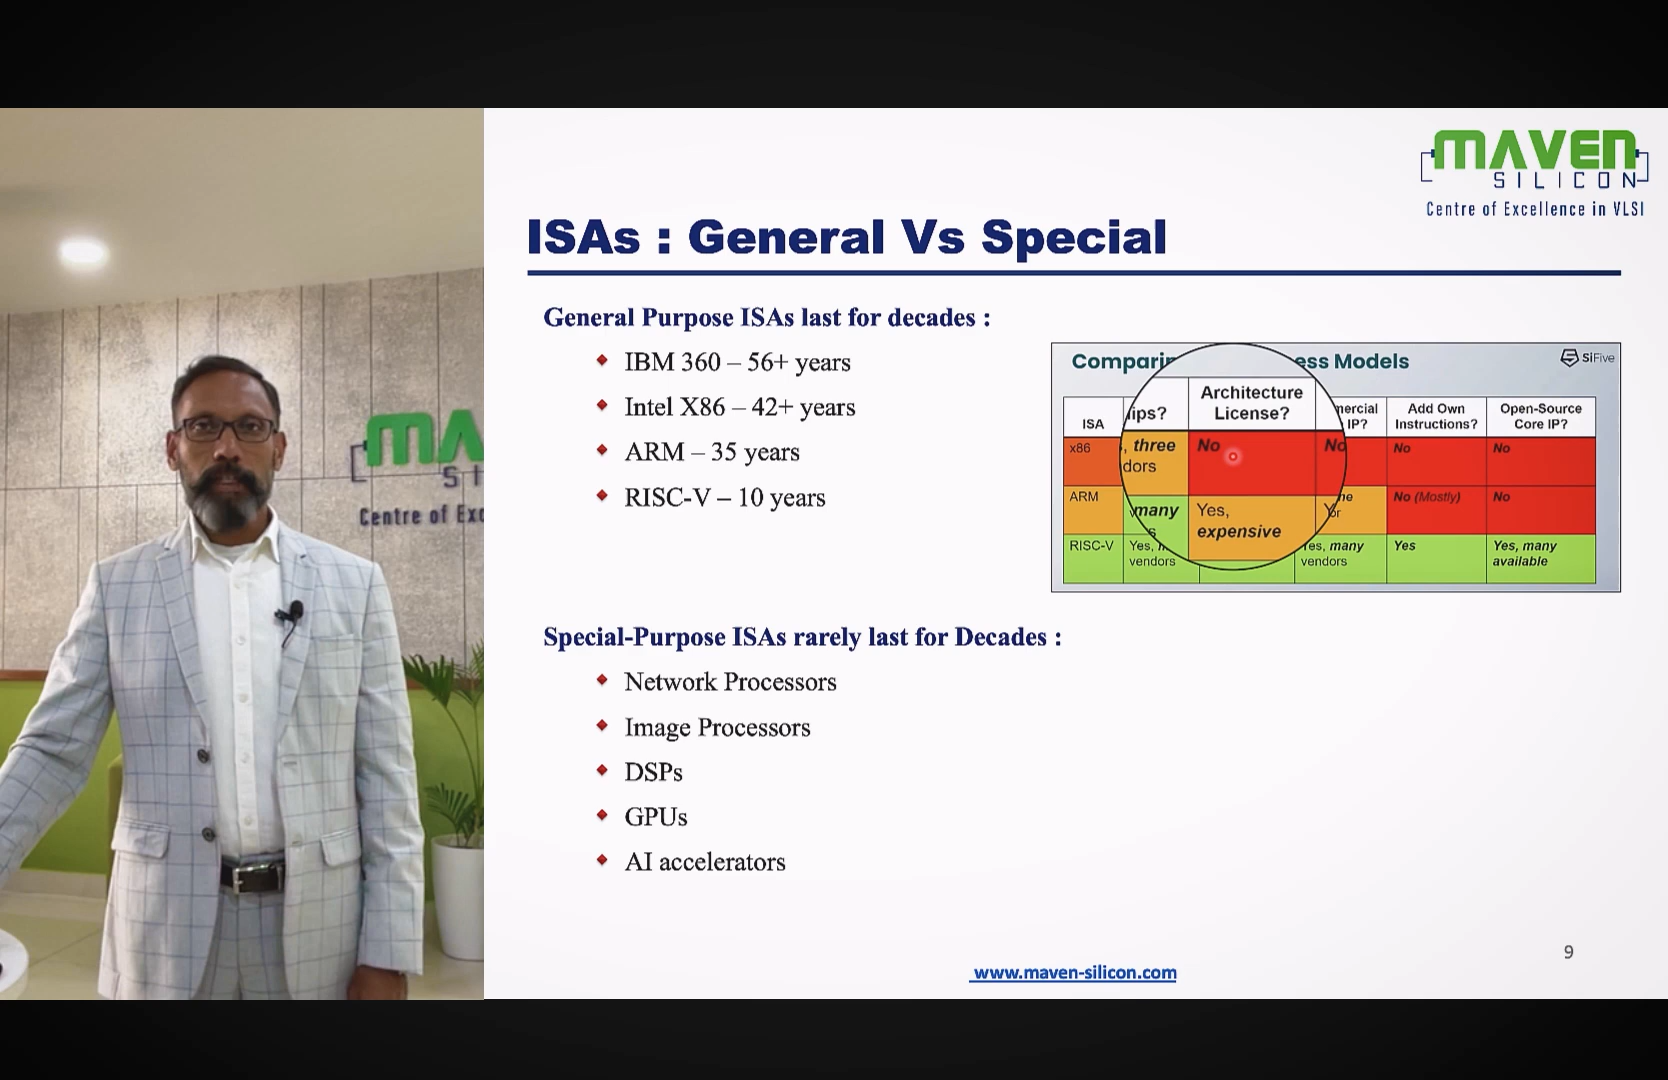 MAVEN
SILICON
Centre of Excellence in VLSI
ISAs : General Vs Special
General Purpose ISAs last for decades :
IBM 360 – 56+ years
Intel X86 – 42+ years
ARM – 35 years
RISC-V – 10 years
SiFive
ess Models
Architecture
License?
ips?
ISA
IP?
Add Own
Instructions?
Open-Source
Core IP?
x86
, three
dors
No
No
No
No
ARM
many
Yes,
expensive
No (Mostly)
No
RISC-V
Yes,
vendors
many
vendors
Yes
Yes, many
available
Special-Purpose ISAs rarely last for Decades :
Network Processors
Image Processors
DSPs
GPUs
AI accelerators
9
www.maven-silicon.com
MA
SI
Centre of Exc